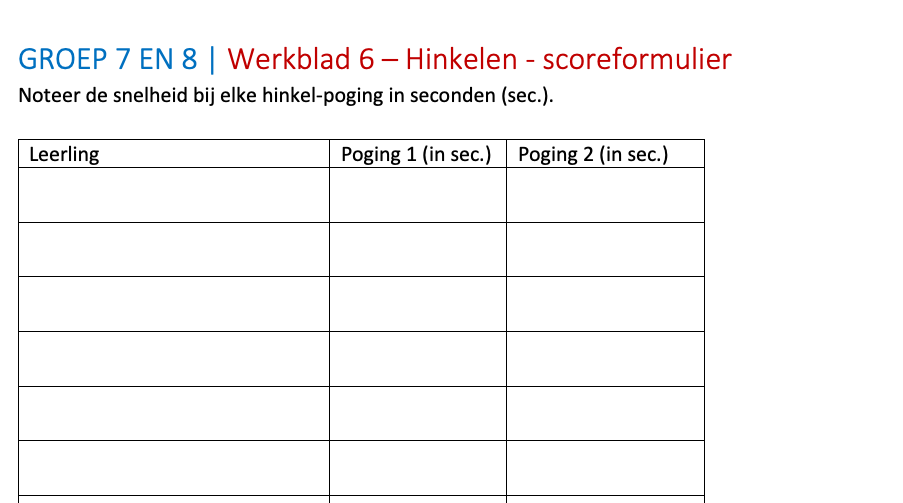 GROEP 7 EN 8 | Werkblad 6 – Hinkelen - scoreformulier
Noteer de snelheid bij elke hinkel-poging in seconden (sec.).
Leerling Poging 1 (in sec.) Poging 2 (in sec.)